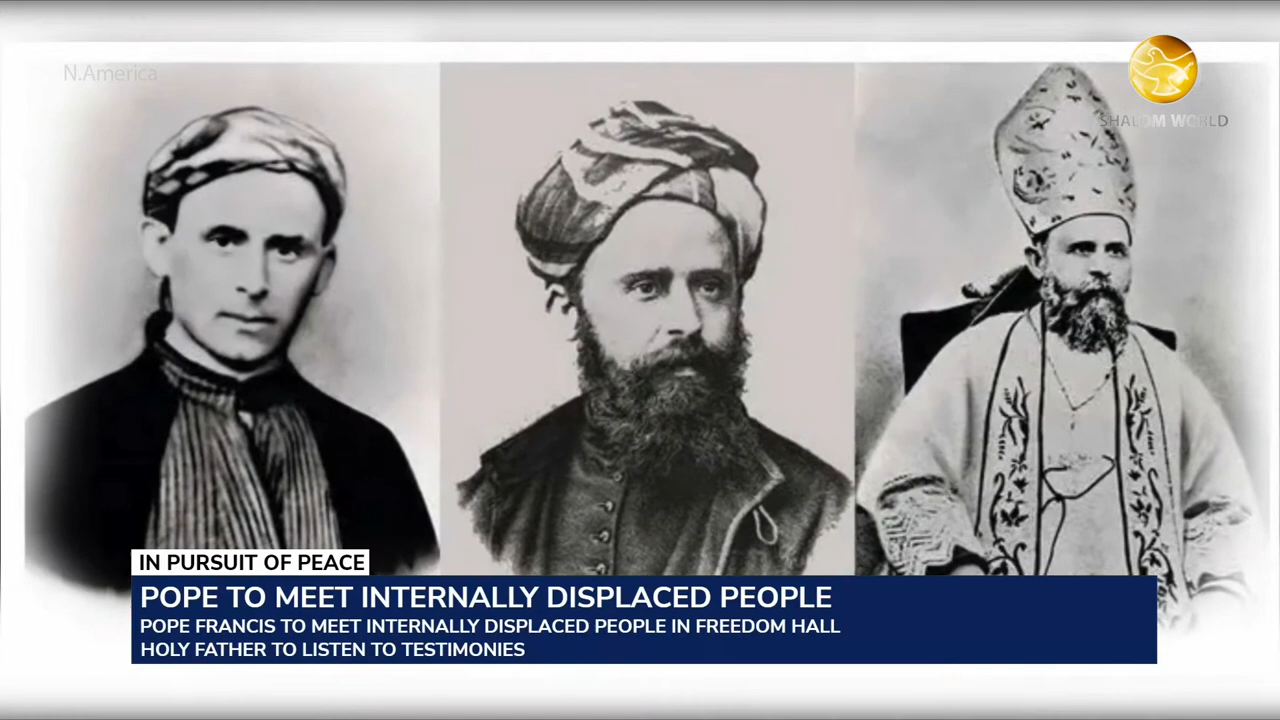 N.America
SHALOM WORLD
IN PURSUIT OF PEACE
POPE TO MEET INTERNALLY DISPLACED PEOPLE
POPE FRANCIS TO MEET INTERNALLY DISPLACED PEOPLE IN FREEDOM HALL
HOLY FATHER TO LISTEN TO TESTIMONIES